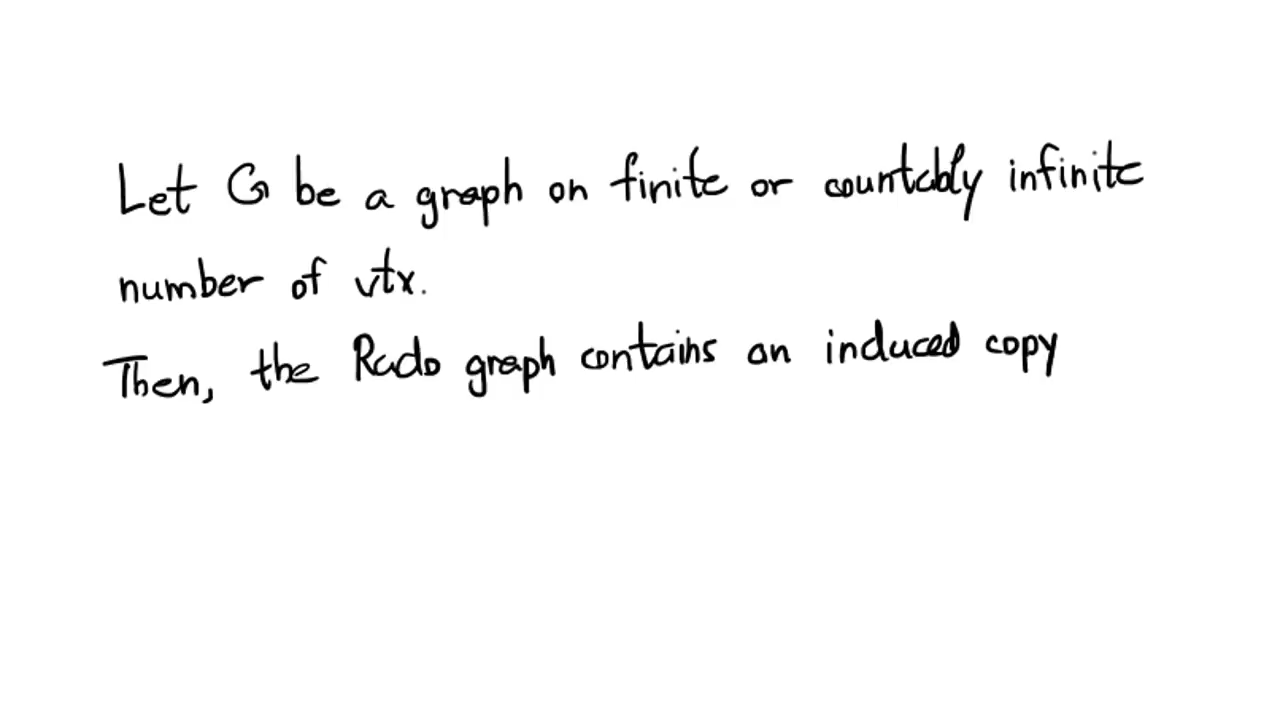 Let G be a graph on finite or countably infinite
number of vtx.
Then, the Rado graph contains an induced copy